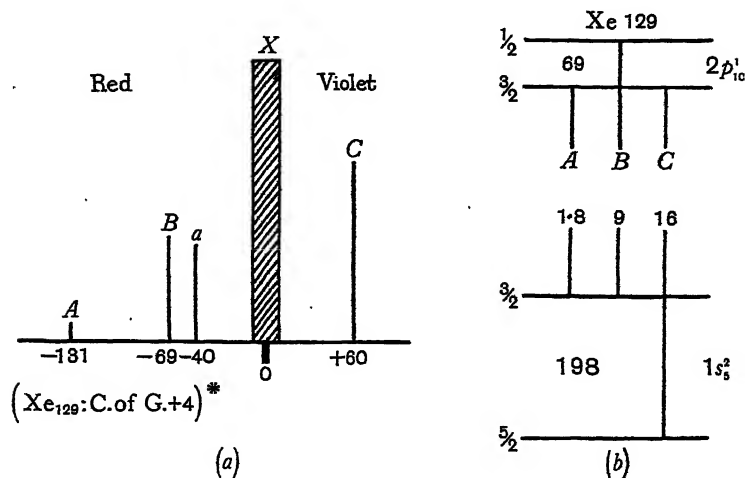 X
Red
Violet
C
B
a
A
−131
−69
−40
0
+60
(Xe₁₂₉: C. of G. +4)*
(a)
Xe 129
1/2
69
2p¹₁₀
3/2
A B C
1·8 9 16
3/2
198
1s²₅
5/2
(b)